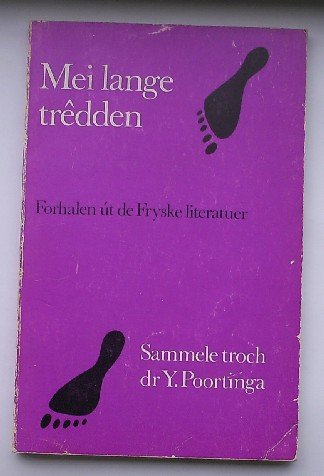 Mei lange
trêdden
Forhalen út de Fryske literatuer
Sammele troch
dr Y. Poortinga